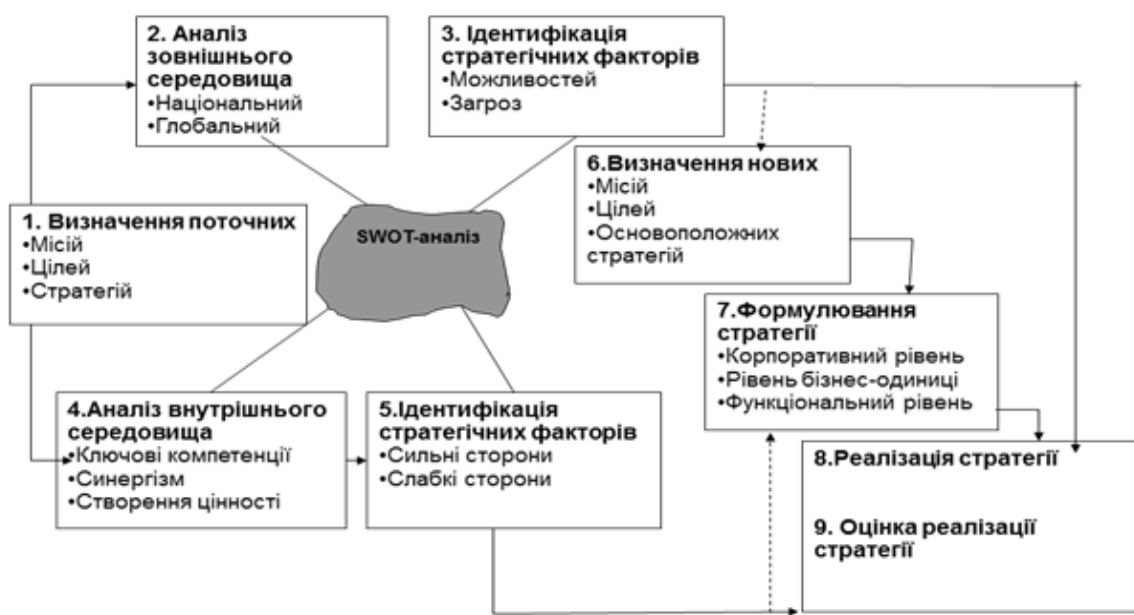 2. Аналіз
зовнішнього
середовища
•Національний
•Глобальний
3. Ідентифікація
стратегічних факторів
•Можливостей
•Загроз
1. Визначення поточних
•Місій
•Цілей
•Стратегій
SWOT-аналіз
6.Визначення нових
•Місій
•Цілей
•Основоположних
стратегій
7.Формулювання
стратегії
•Корпоративний рівень
•Рівень бізнес-одиниці
•Функціональний рівень
4.Аналіз внутрішнього
середовища
•Ключові компетенції
•Синергізм
•Створення цінності
5.Ідентифікація
стратегічних факторів
•Сильні сторони
•Слабкі сторони
8.Реалізація стратегії
9. Оцінка реалізації
стратегії